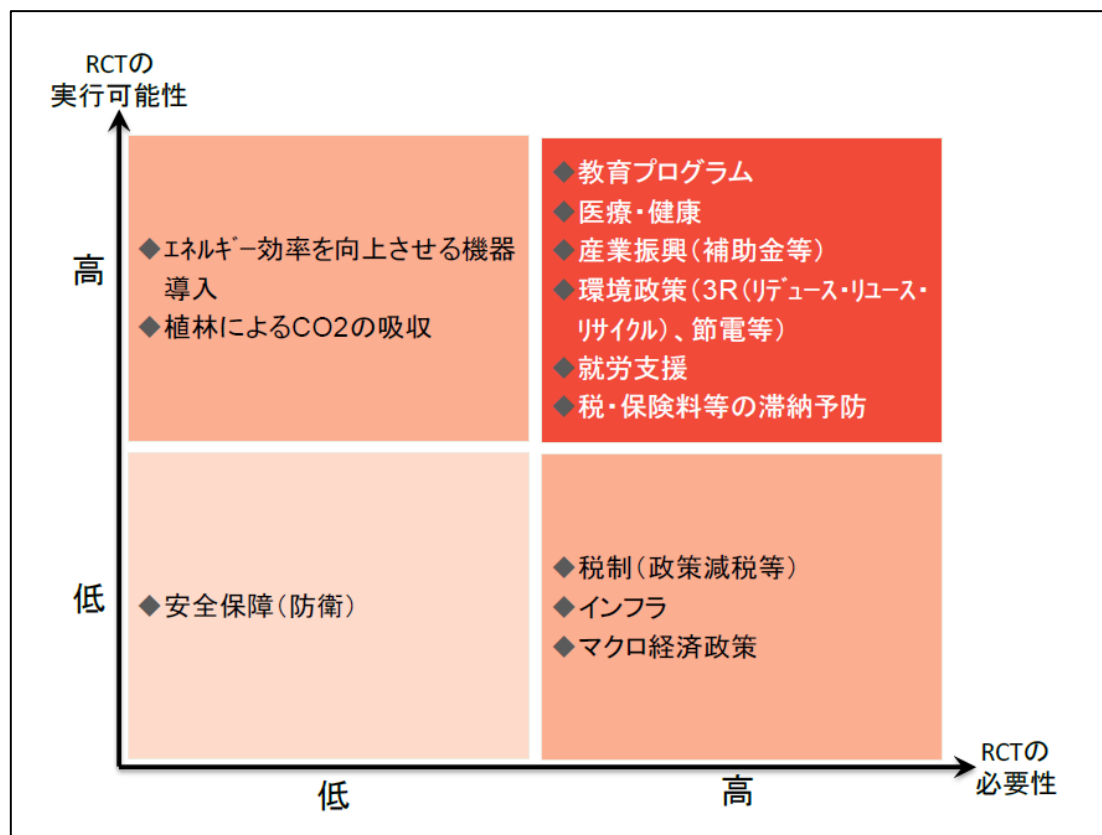 RCTの
実行可能性
高
低
◆エネルギー効率を向上させる機器
導入
◆植林によるCO2の吸収
◆教育プログラム
◆医療・健康
◆産業振興(補助金等)
◆環境政策(3R(リデュース・リユース・
リサイクル)、節電等)
◆就労支援
◆税・保険料等の滞納予防
◆安全保障(防衛)
◆税制(政策減税等)
◆インフラ
◆マクロ経済政策
低
高
RCTの
必要性